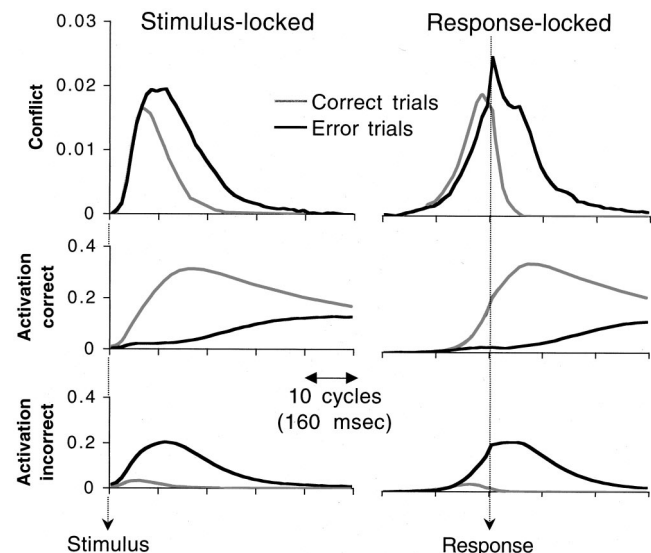 Stimulus-locked
Response-locked
0.03
0.02
0.01
0
Conflict
Correct trials
Error trials
0.4
0.2
0
Activation
correct
10 cycles
(160 msec)
0.4
0.2
0
Activation
incorrect
Stimulus
Response